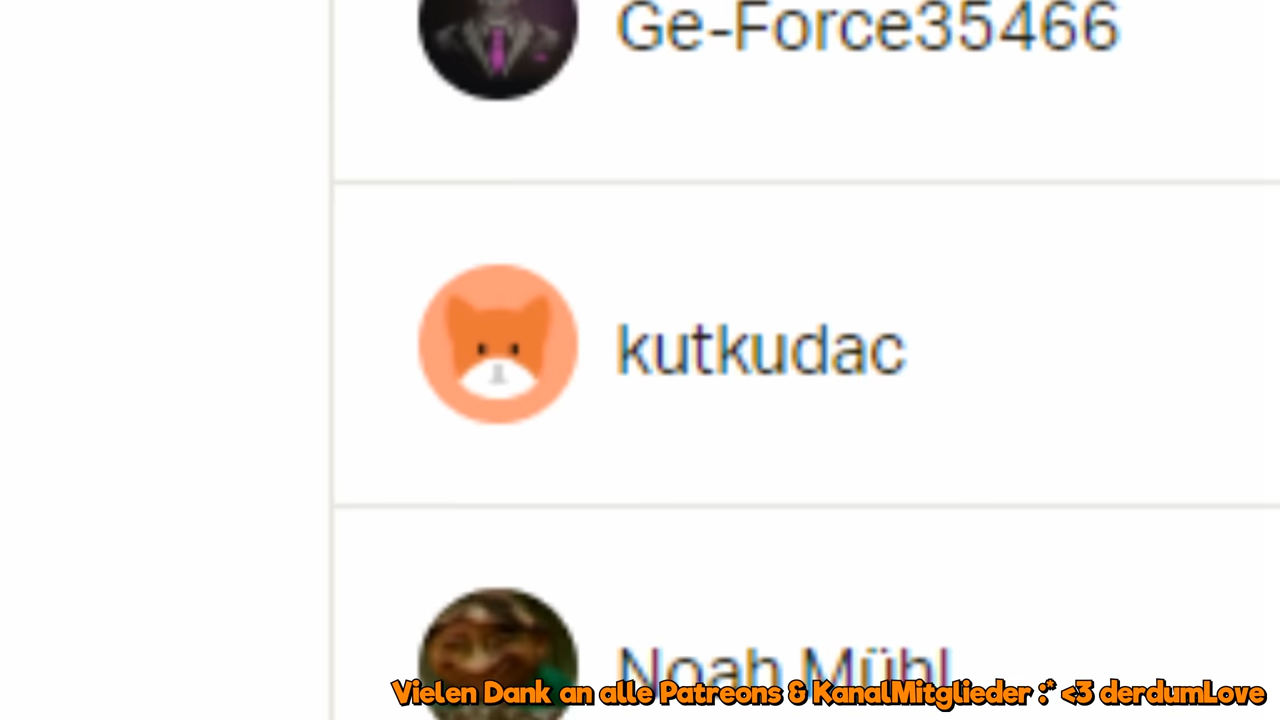 Ge-Force35466
kutkudac
Noah Mühl
Vielen Dank an alle Patreons & KanalMitglieder :* <3 derdumLove